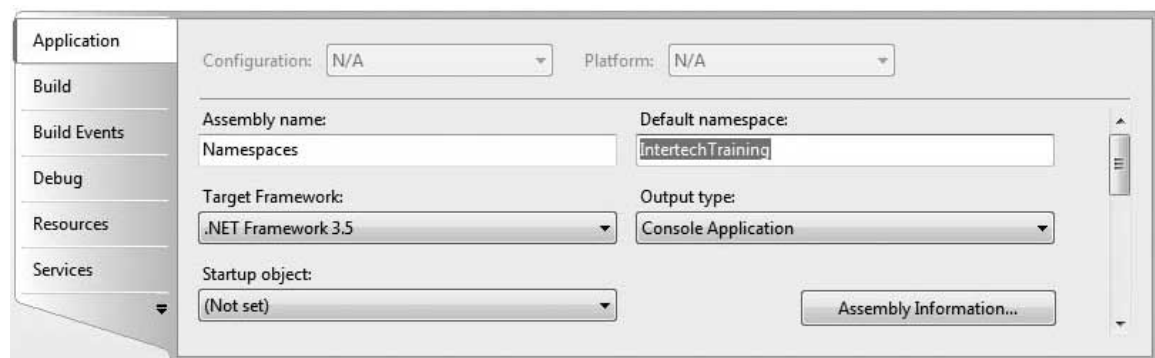 Application
Build
Build Events
Debug
Resources
Services
Configuration: N/A Platform: N/A
Assembly name: Default namespace:
Namespaces IntertechTraining
Target Framework: Output type:
.NET Framework 3.5 Console Application
Startup object:
(Not set) Assembly Information...